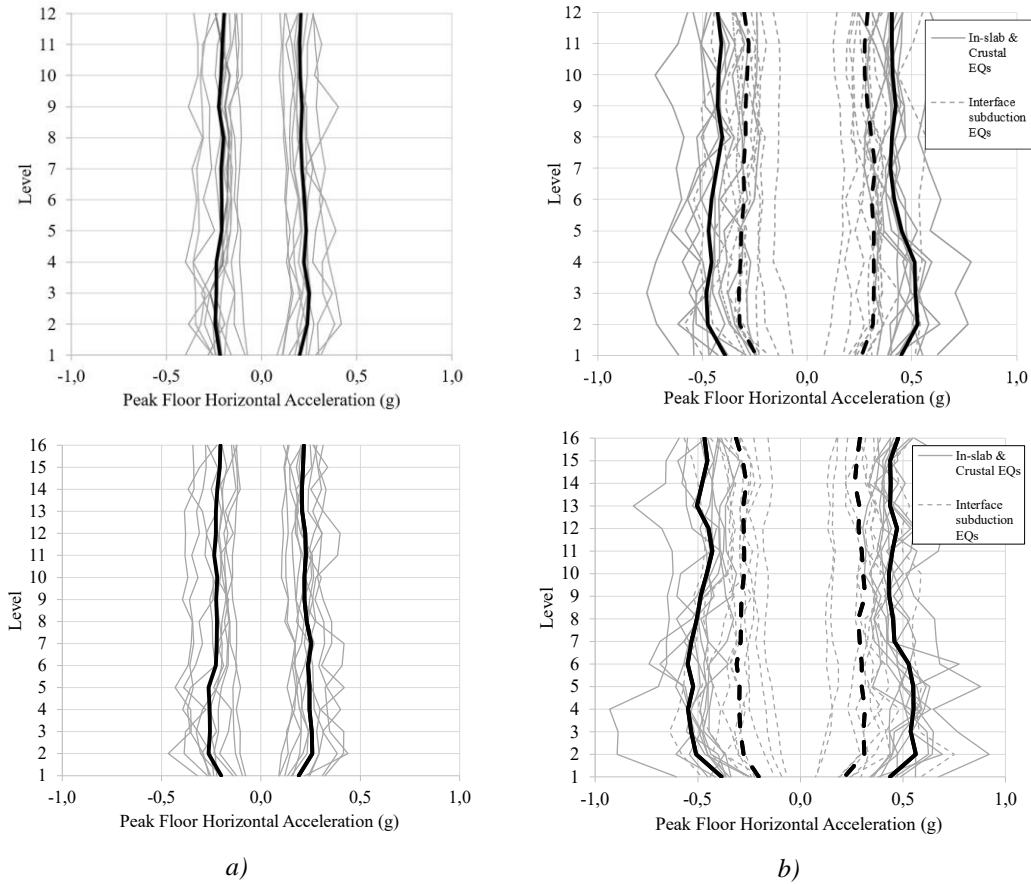 12
11
10
9
8
7
6
5
4
3
2
1
Level
-1,0 -0,5 0,0 0,5 1,0
Peak Floor Horizontal Acceleration (g)
12
11
10
9
8
7
6
5
4
3
2
1
Level
In-slab &
Crustal
EQs
Interface
subduction
EQs
-1,0 -0,5 0,0 0,5 1,0
Peak Floor Horizontal Acceleration (g)
16
15
14
13
12
11
10
9
8
7
6
5
4
3
2
1
Level
-1,0 -0,5 0,0 0,5 1,0
Peak Floor Horizontal Acceleration (g)
16
15
14
13
12
11
10
9
8
7
6
5
4
3
2
1
Level
In-slab &
Crustal EQs
Interface
subduction
EQs
-1,0 -0,5 0,0 0,5 1,0
Peak Floor Horizontal Acceleration (g)
a) b)